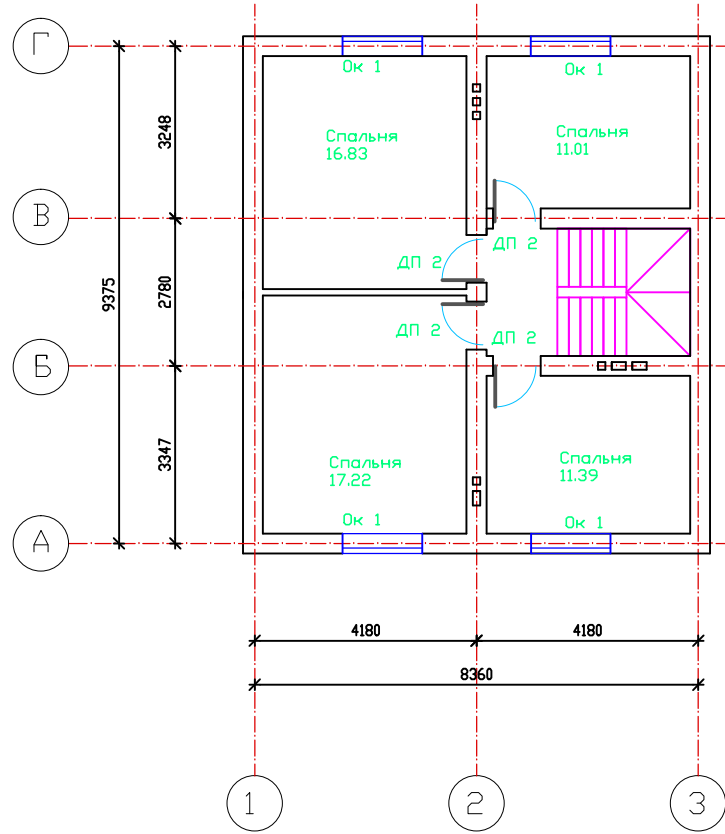 Г
Ок 1
Ок 1
3248
Спальня
16.83
Спальня
11.01
В
ДП 2
ДП 2
9375
2780
ДП 2
ДП 2
Б
3347
Спальня
17.22
Спальня
11.39
Ок 1
Ок 1
А
4180
4180
8360
1
2
3